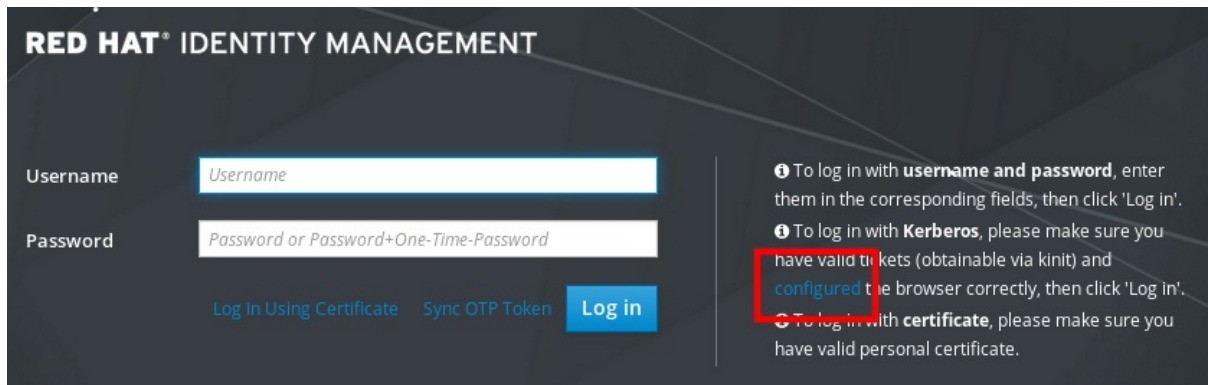 RED HAT® IDENTITY MANAGEMENT
Username
Username
Password
Password or Password+One-Time-Password
Log In Using Certificate
Sync OTP Token
Log in
To log in with username and password, enter
them in the corresponding fields, then click 'Log in'.
To log in with Kerberos, please make sure you
have valid tickets (obtainable via kinit) and
configured the browser correctly, then click 'Log in'.
To log in with certificate, please make sure you
have valid personal certificate.